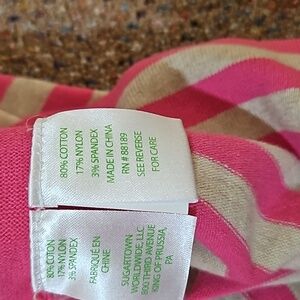 80% COTTON
17% NYLON
3% SPANDEX
MADE IN CHINA
RN # 88189
SEE REVERSE
FOR CARE
80% COTON
17% NYLON
3% SPANDEX
FABRIQUÉ EN
CHINE
SUGARTOWN
WORLDWIDE, LLC
800 THIRD AVENUE
KING OF PRUSSIA,
PA